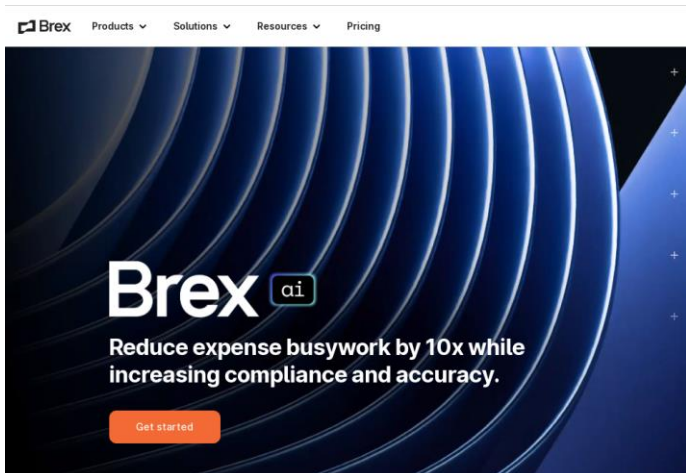 Brex Products Solutions Resources Pricing
Brex ai
Reduce expense busywork by 10x while
increasing compliance and accuracy.
Get started